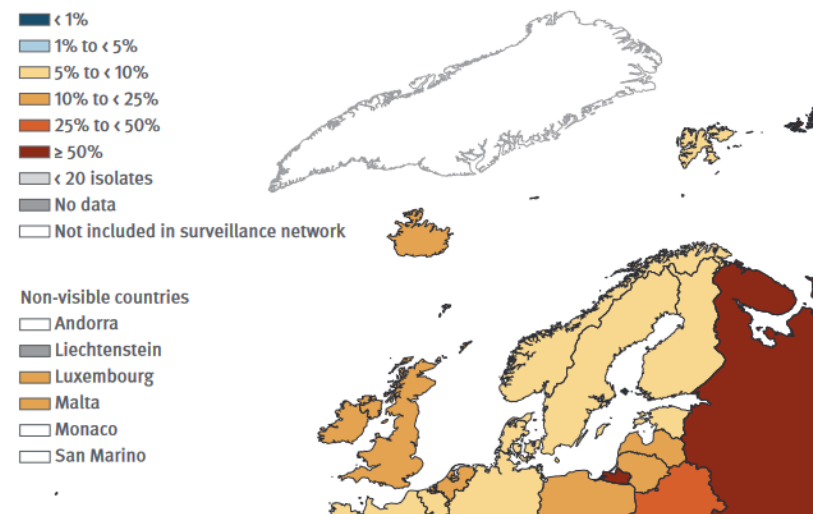 < 1%
1% to < 5%
5% to < 10%
10% to < 25%
25% to < 50%
≥ 50%
< 20 isolates
No data
Not included in surveillance network
Non-visible countries
Andorra
Liechtenstein
Luxembourg
Malta
Monaco
San Marino